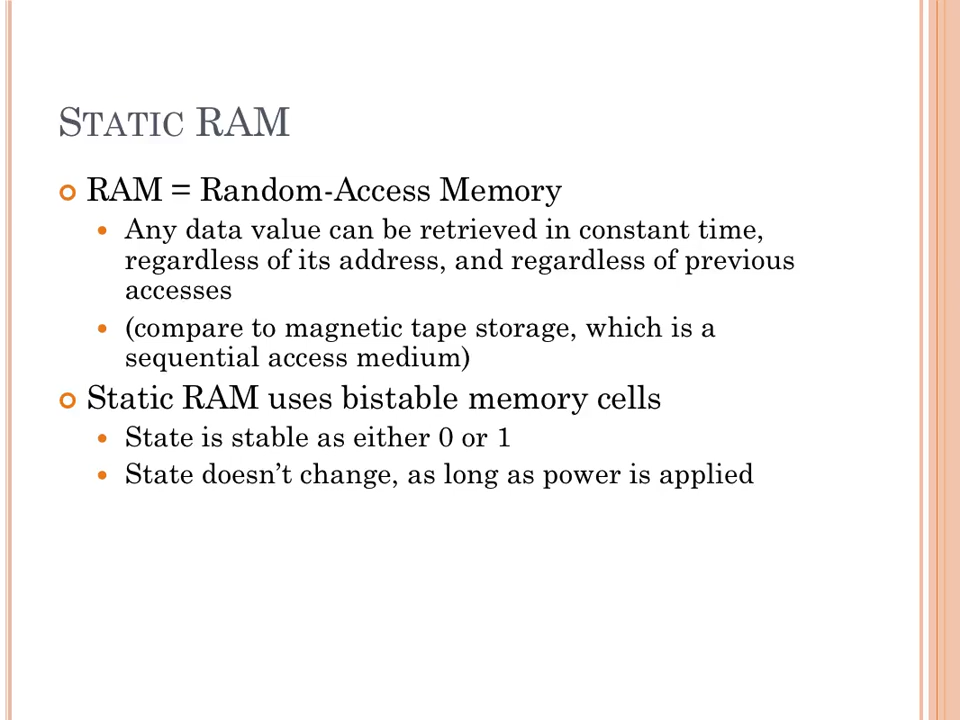 STATIC RAM
RAM = Random-Access Memory
Any data value can be retrieved in constant time,
regardless of its address, and regardless of previous
accesses
(compare to magnetic tape storage, which is a
sequential access medium)
Static RAM uses bistable memory cells
State is stable as either 0 or 1
State doesn’t change, as long as power is applied